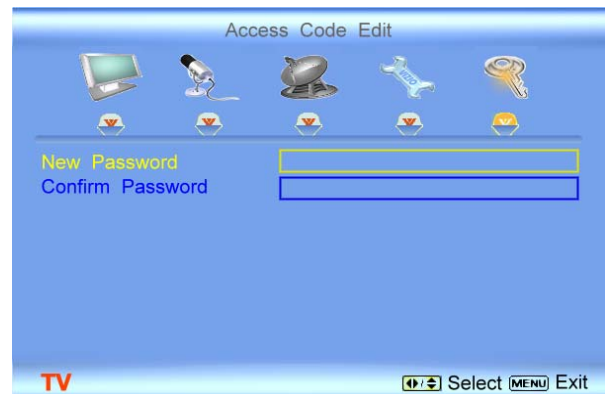 Access Code Edit
New Password
Confirm Password
TV Select MENU Exit